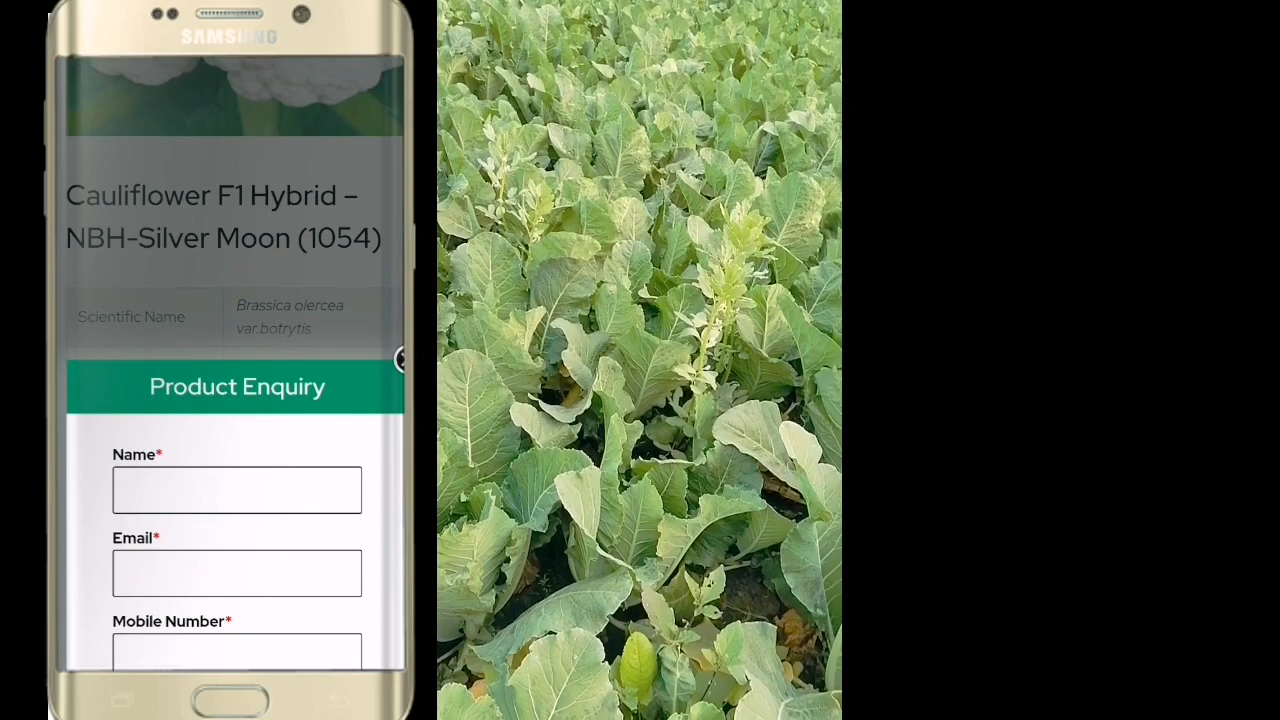 SAMSUNG
Cauliflower F1 Hybrid –
NBH-Silver Moon (1054)
Scientific Name
Brassica olercea
var.botrytis
Product Enquiry
Name*
Email*
Mobile Number*